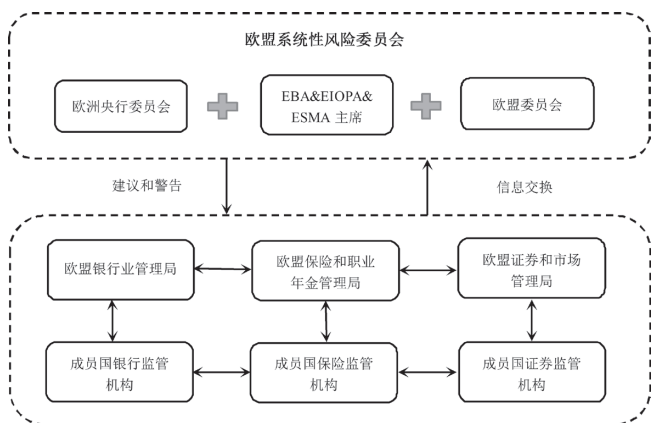 欧盟系统性风险委员会
欧洲央行委员会
EBA&EIOPA&
ESMA 主席
欧盟委员会
建议和警告
信息交换
欧盟银行业管理局
欧盟保险和职业
年金管理局
欧盟证券和市场
管理局
成员国银行监管
机构
成员国保险监管
机构
成员国证券监管
机构